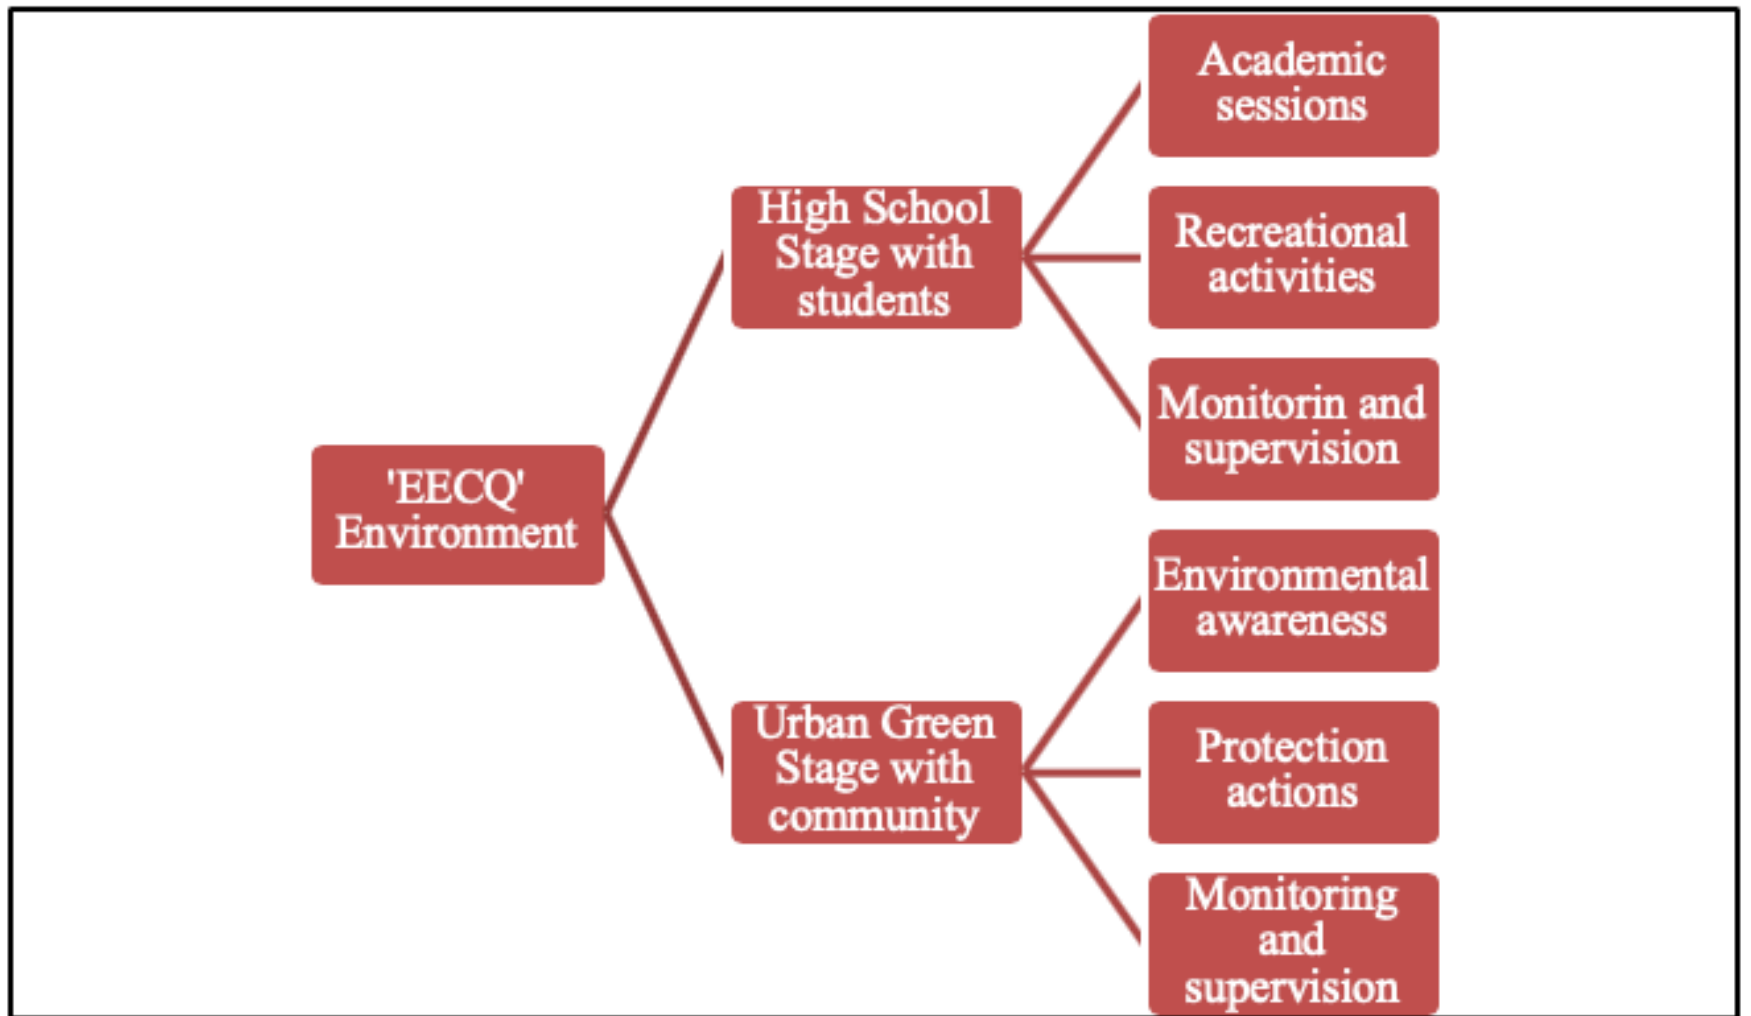 Academic
sessions
High School
Stage with
students
Recreational
activities
Monitorin and
supervision
'EECQ'
Environment
Environmental
awareness
Urban Green
Stage with
community
Protection
actions
Monitoring
and
supervision